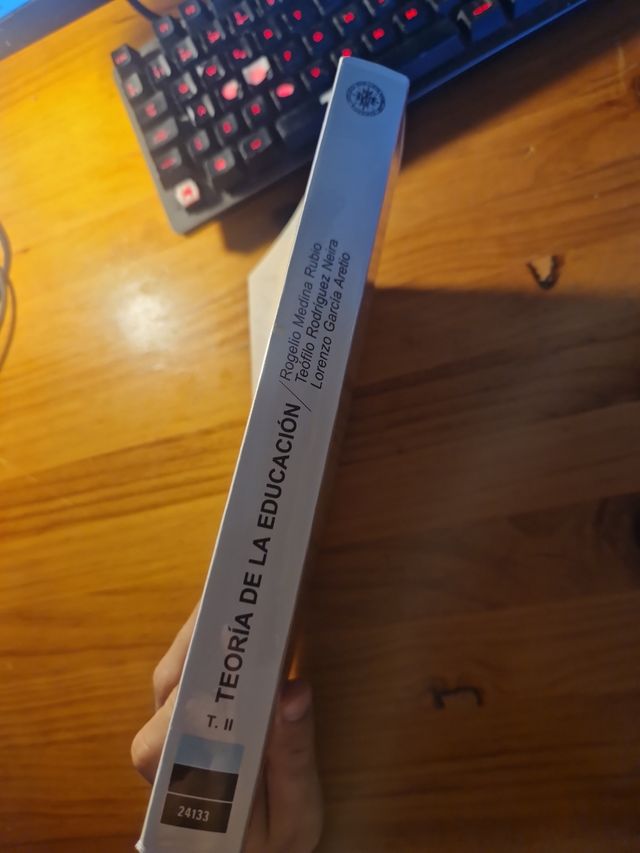 T. II
TEORÍA DE LA EDUCACIÓN /
Rogelio Medina Rubio
Teófilo Rodríguez Neira
Lorenzo García Aretio
24133